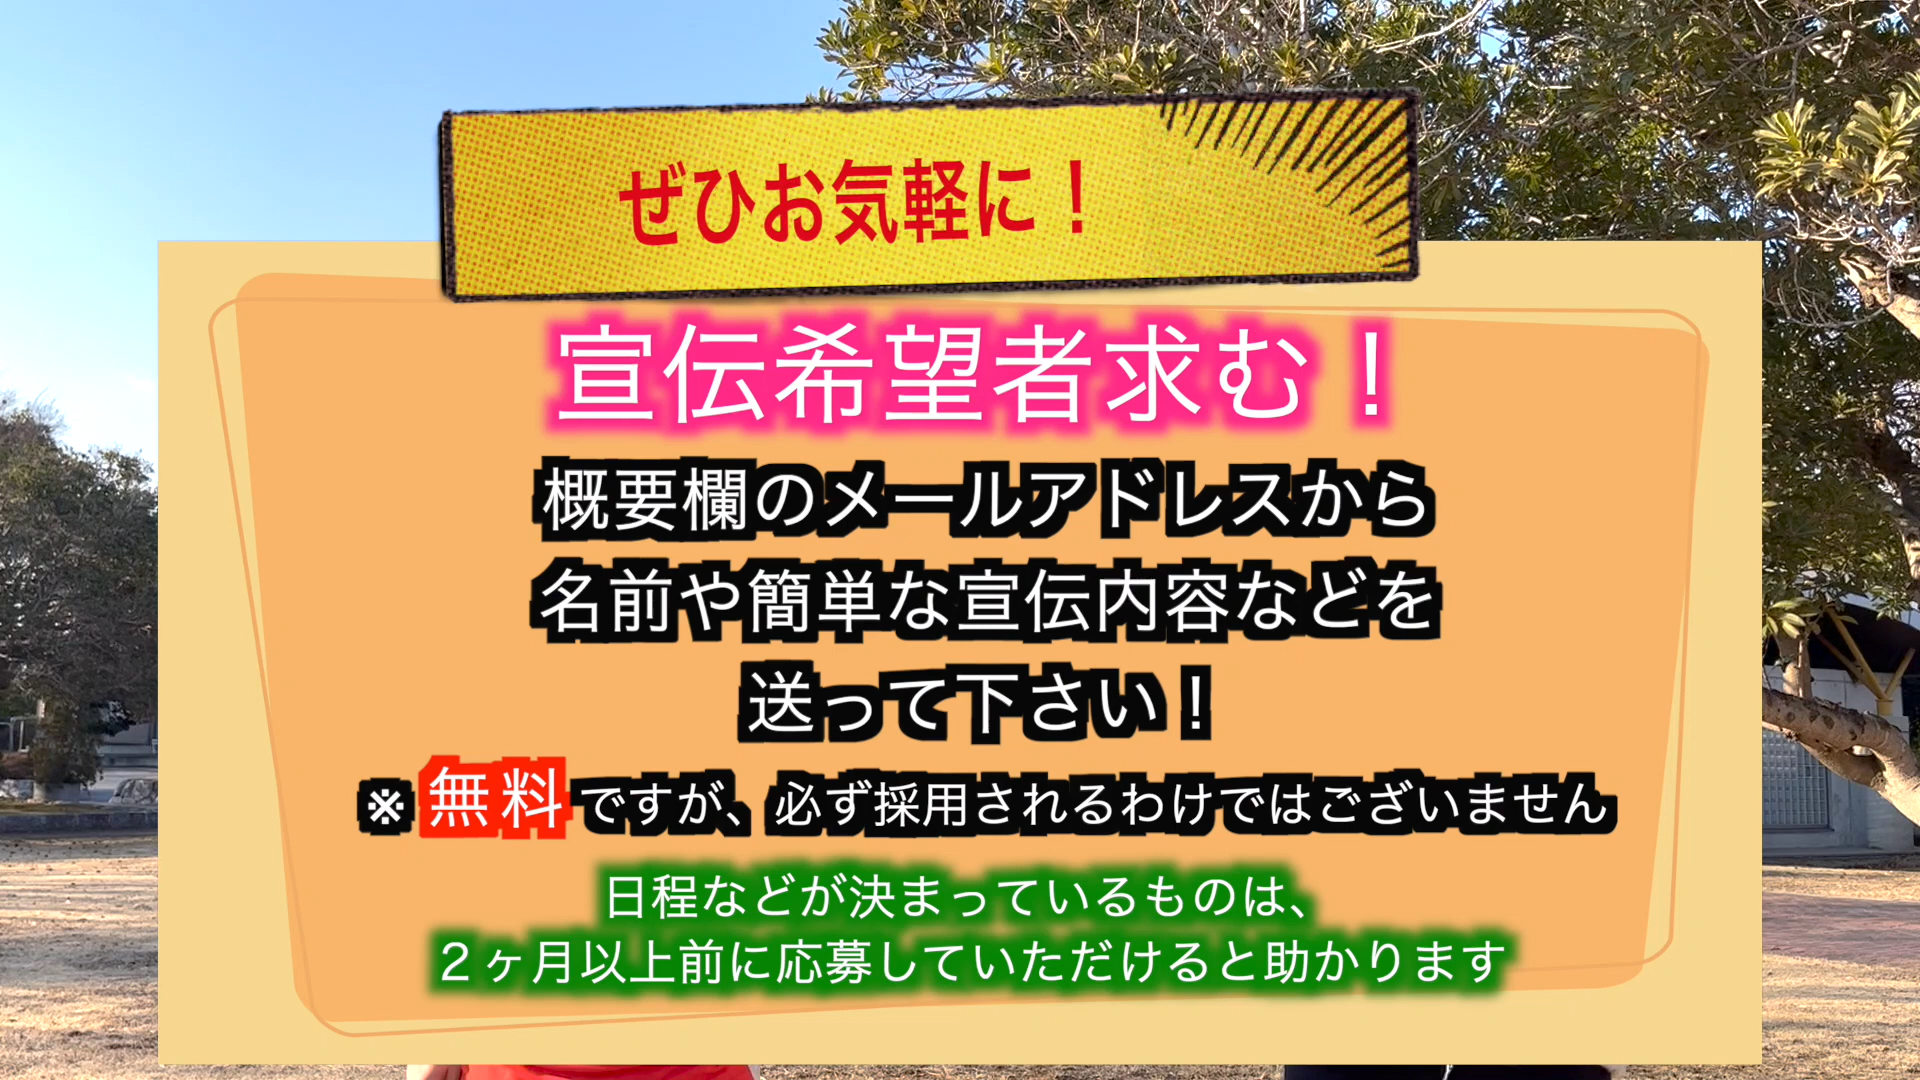 ぜひお気軽に！
宣伝希望者求む！
概要欄のメールアドレスから
名前や簡単な宣伝内容などを
送って下さい！
※無料ですが、必ず採用されるわけではございません
日程などが決まっているものは、
２ヶ月以上前に応募していただけると助かります